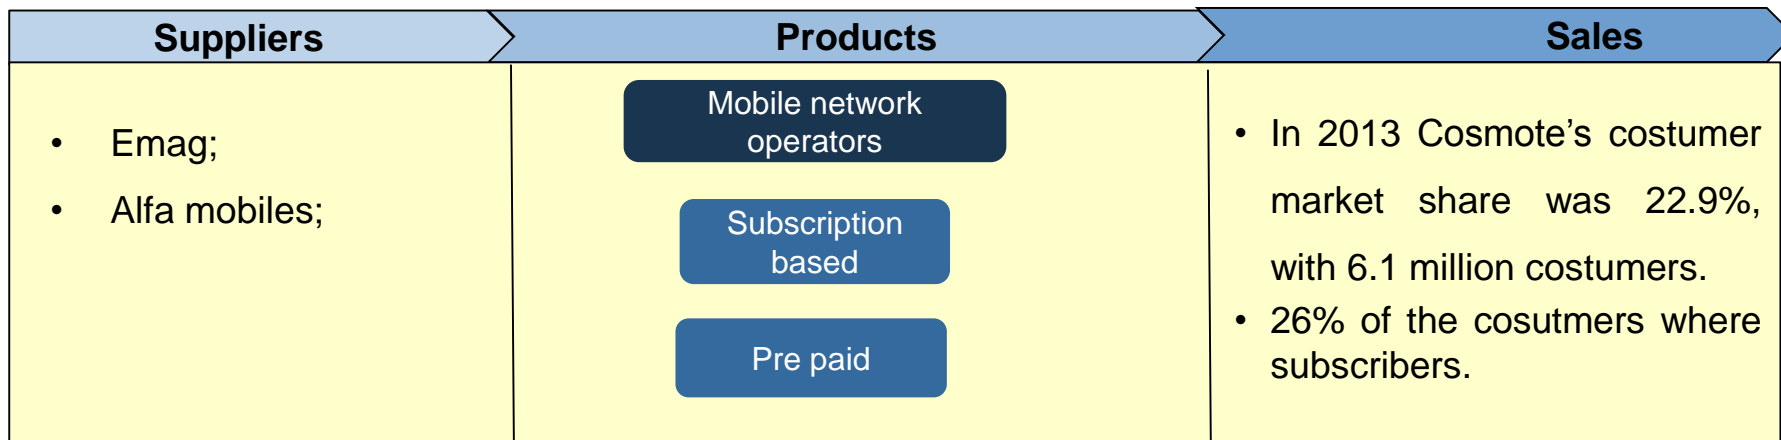 Suppliers
Products
Sales
• Emag;
• Alfa mobiles;
Mobile network
operators
Subscription
based
Pre paid
• In 2013 Cosmote’s costumer
market share was 22.9%,
with 6.1 million costumers.
• 26% of the cosutmers where
subscribers.